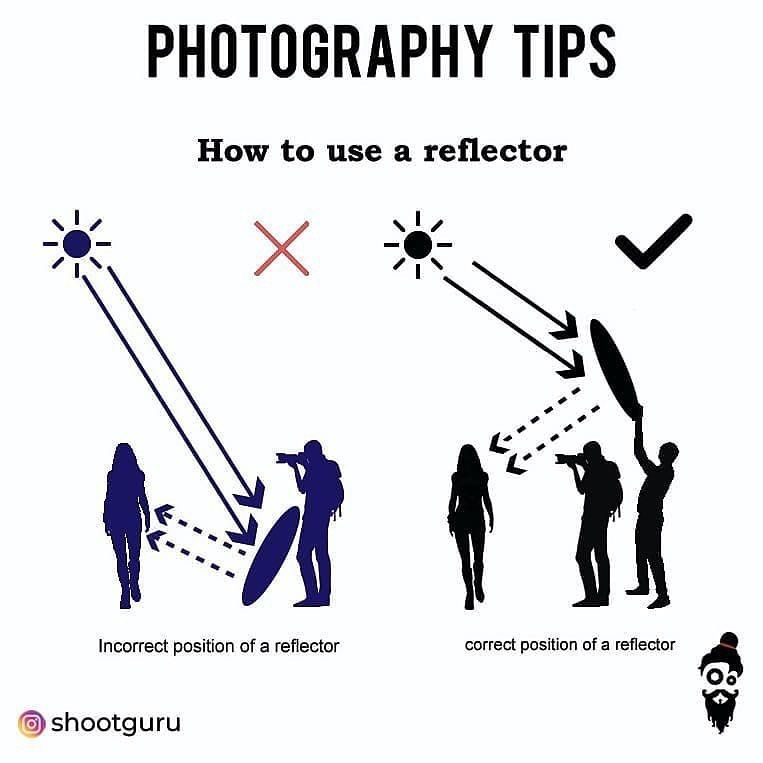 PHOTOGRAPHY TIPS
How to use a reflector
Incorrect position of a reflector
correct position of a reflector
shootguru